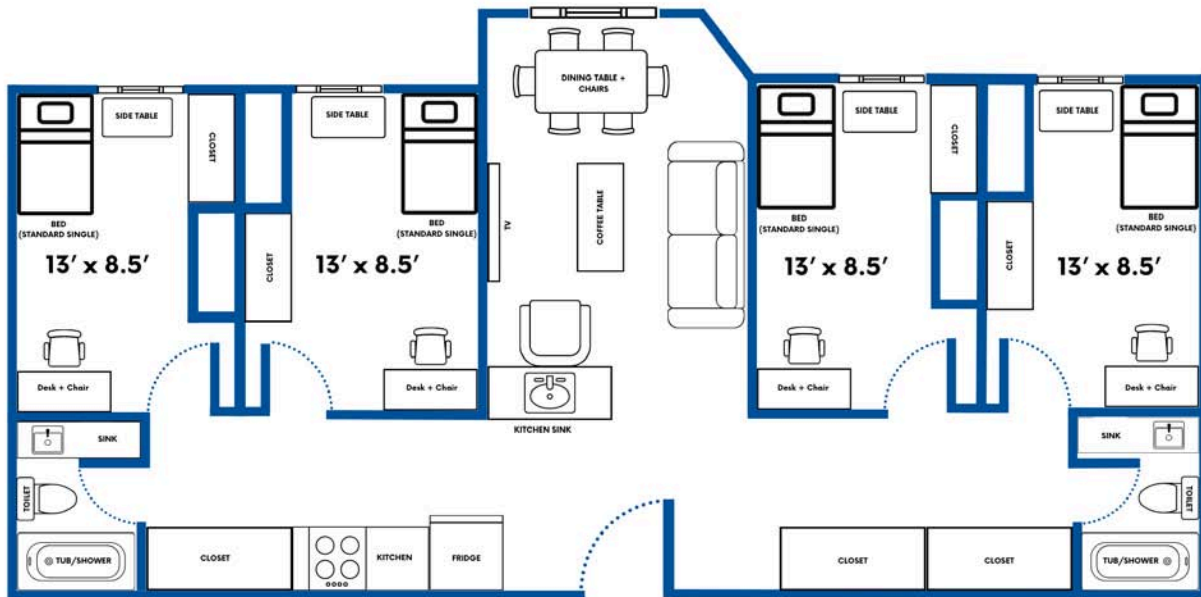 DINING TABLE +
CHAIRS
SIDE TABLE
CLOSET
SIDE TABLE
SIDE TABLE
CLOSET
SIDE TABLE
BED
(STANDARD SINGLE)
CLOSET
BED
(STANDARD SINGLE)
TV
COFFEE TABLE
BED
(STANDARD SINGLE)
CLOSET
BED
(STANDARD SINGLE)
13' x 8.5'
13' x 8.5'
13' x 8.5'
13' x 8.5'
Desk + Chair
Desk + Chair
Desk + Chair
Desk + Chair
SINK
KITCHEN SINK
SINK
TOILET
TOILET
TUB/SHOWER
CLOSET
KITCHEN
FRIDGE
CLOSET
CLOSET
TUB/SHOWER